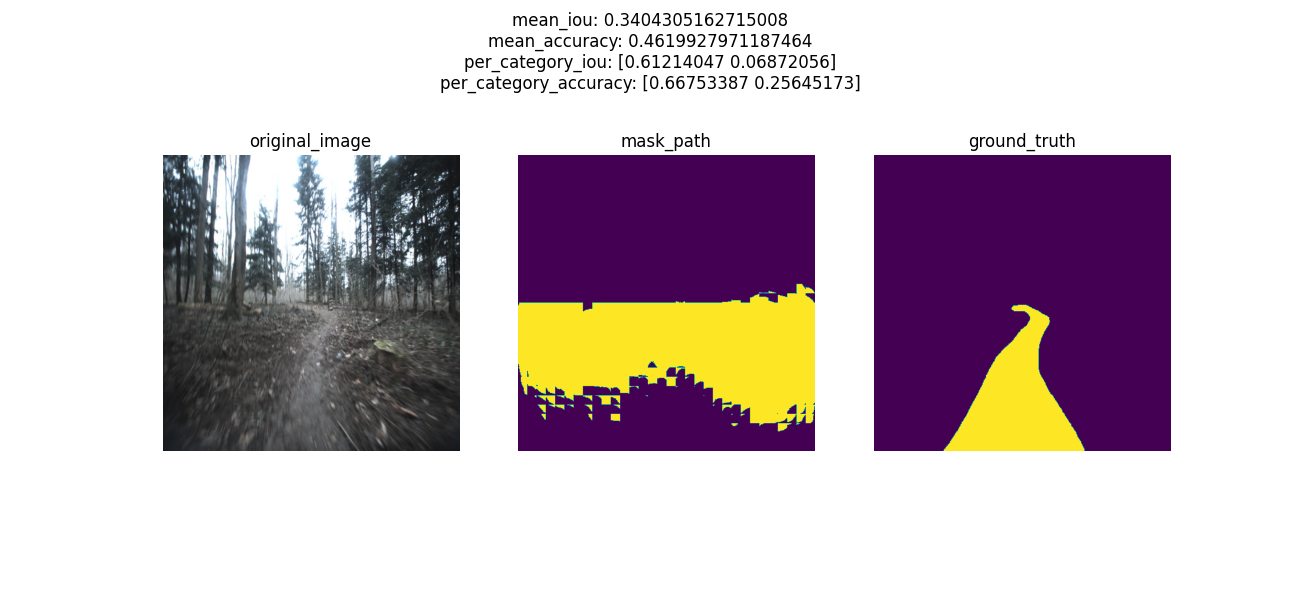 mean_iou: 0.3404305162715008
mean_accuracy: 0.4619927971187464
per_category_iou: [0.61214047 0.06872056]
per_category_accuracy: [0.66753387 0.25645173]
original_image
mask_path
ground_truth